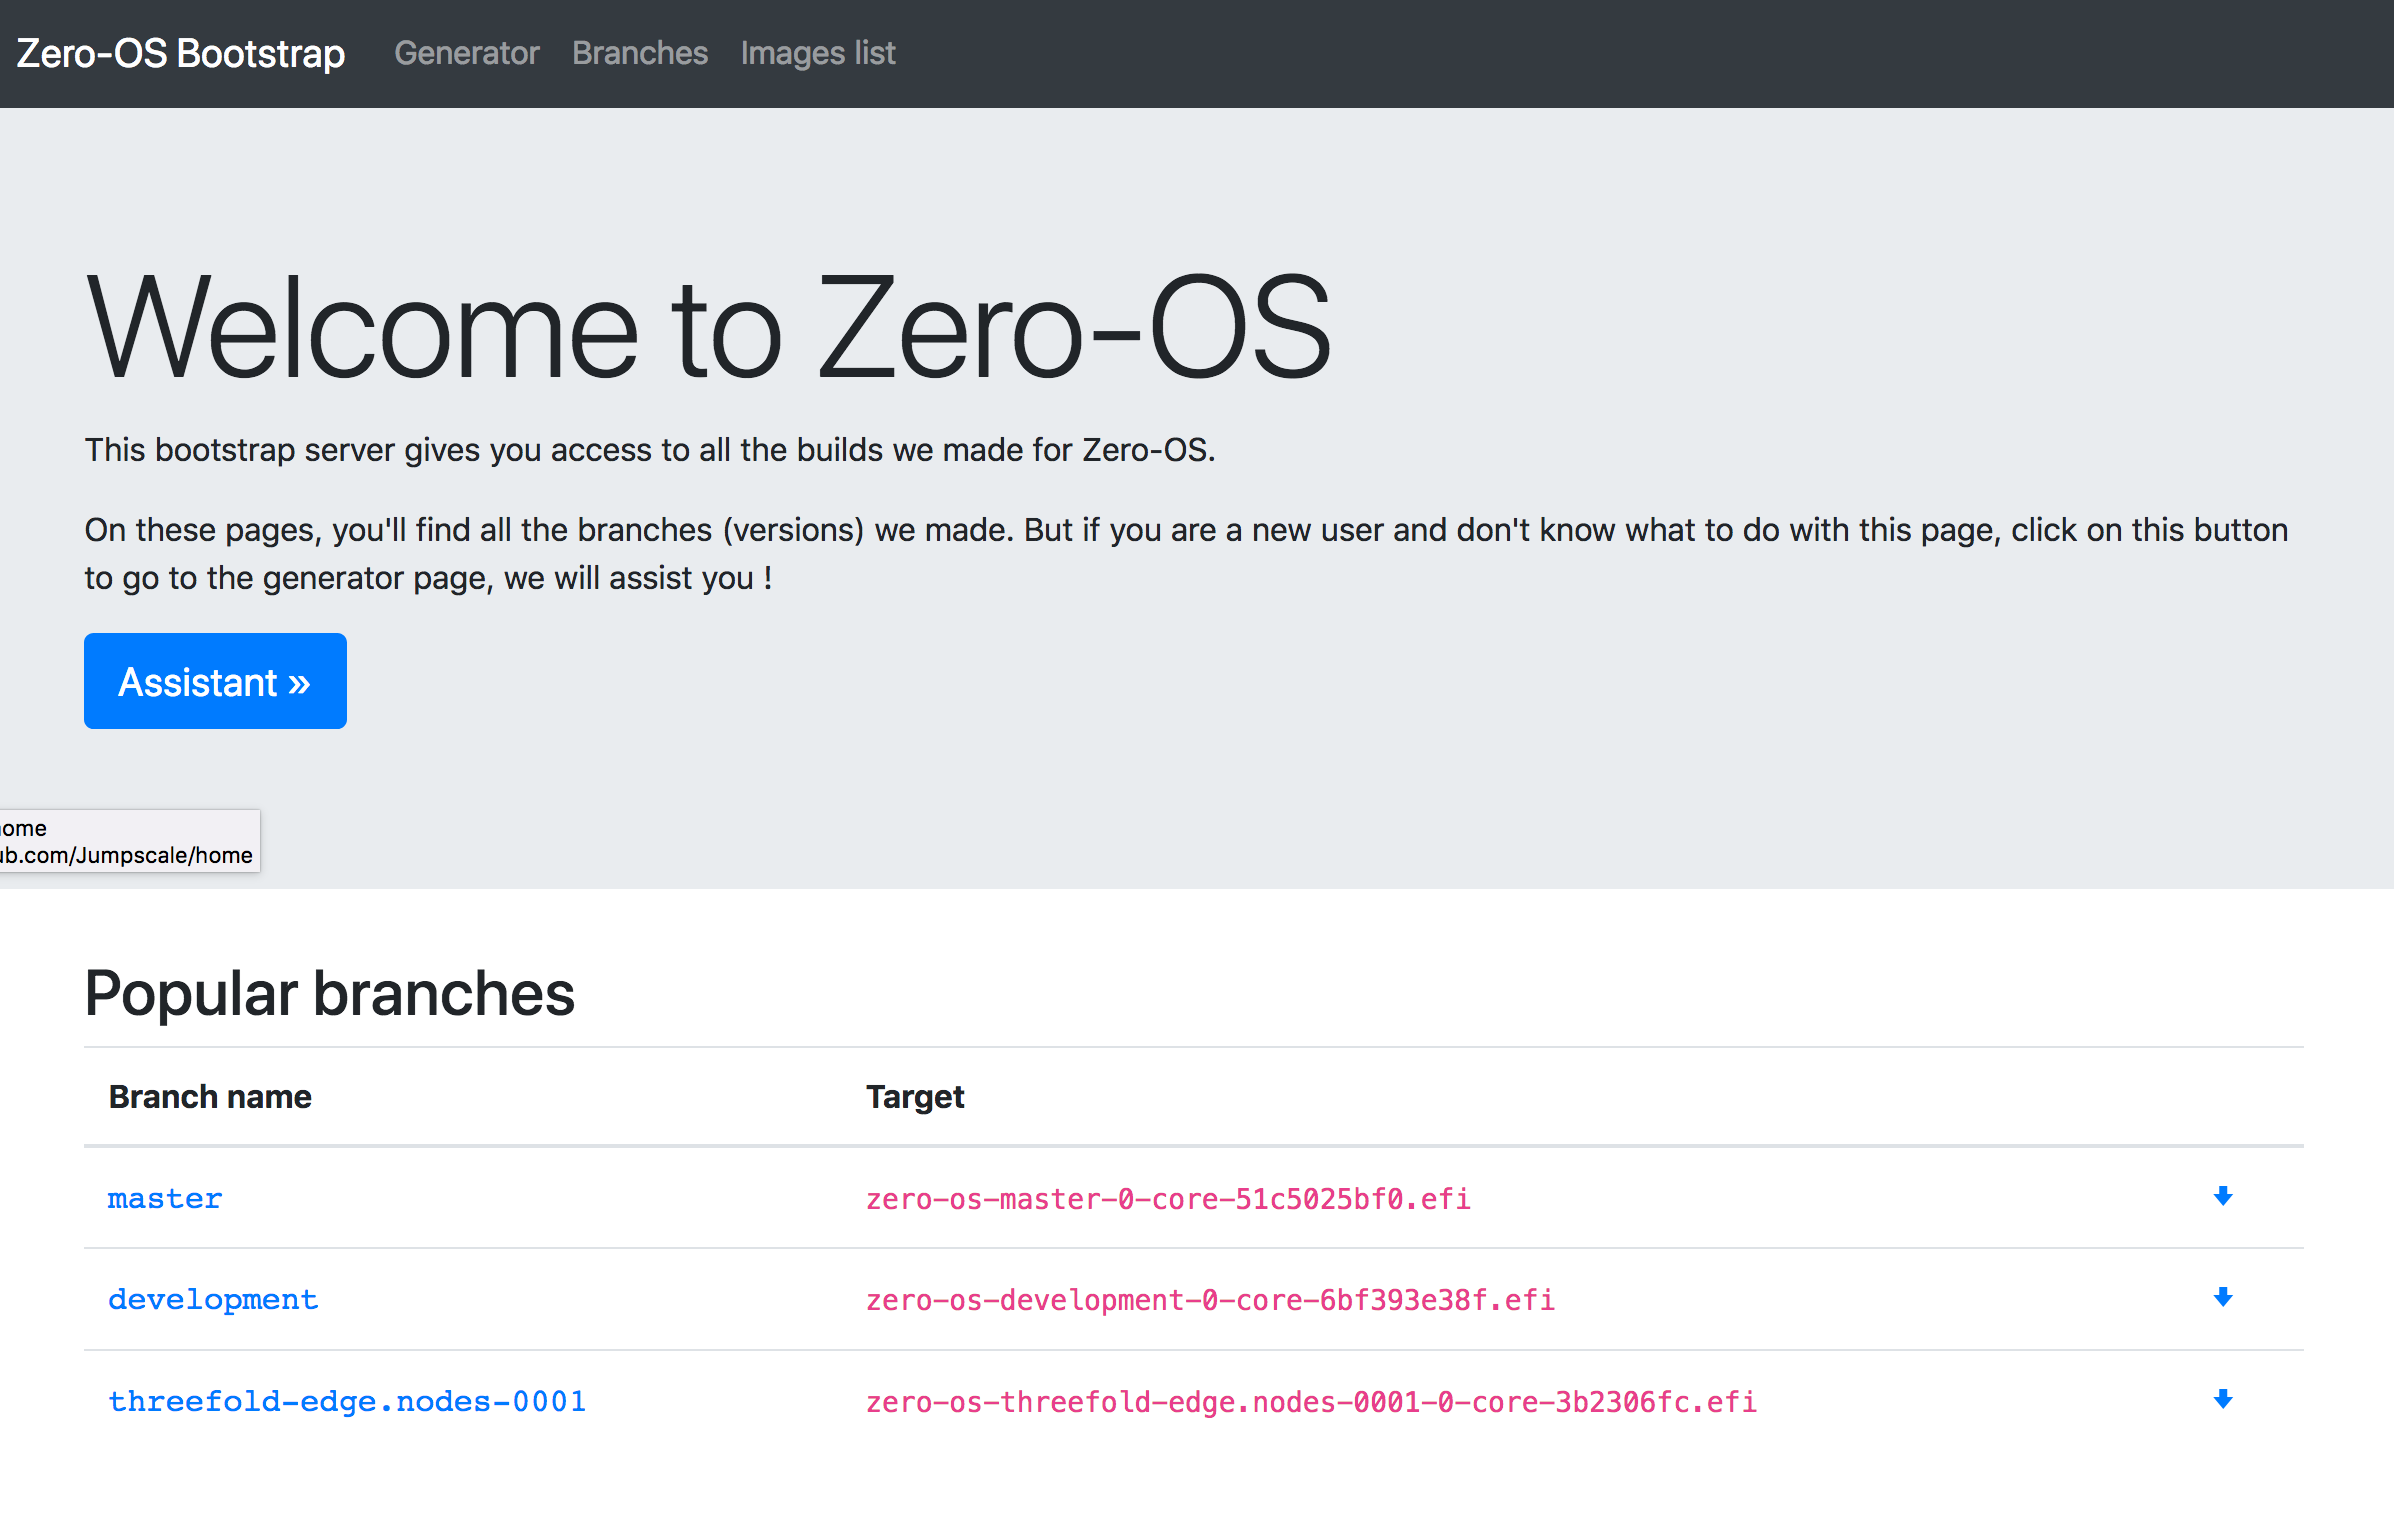 Zero-OS Bootstrap Generator Branches Images list
Welcome to Zero-OS
This bootstrap server gives you access to all the builds we made for Zero-OS.
On these pages, you'll find all the branches (versions) we made. But if you are a new user and don't know what to do with this page, click on this button
to go to the generator page, we will assist you !
Assistant »
ome
ub.com/Jumpscale/home
Popular branches
Branch name Target
master zero-os-master-0-core-51c5025bf0.efi
development zero-os-development-0-core-6bf393e38f.efi
threefold-edge.nodes-0001 zero-os-threefold-edge.nodes-0001-0-core-3b2306fc.efi